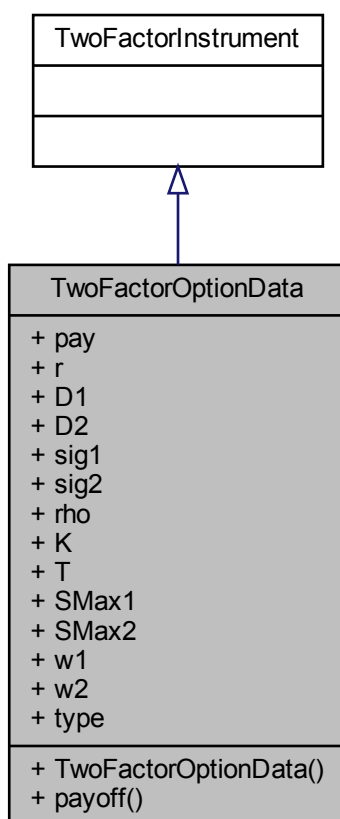 TwoFactorInstrument
TwoFactorOptionData
+ pay
+ r
+ D1
+ D2
+ sig1
+ sig2
+ rho
+ K
+ T
+ SMax1
+ SMax2
+ w1
+ w2
+ type
+ TwoFactorOptionData()
+ payoff()